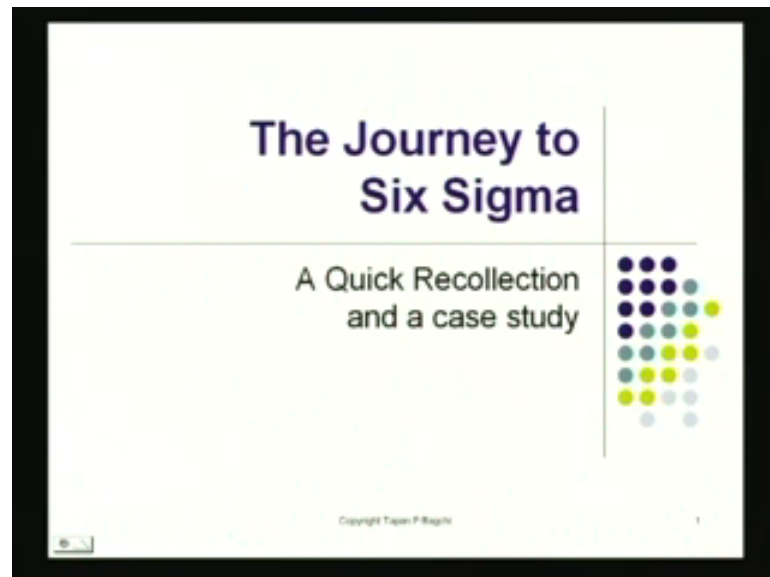 The Journey to
Six Sigma
A Quick Recollection
and a case study
Copyright Tapan P Bagchi
1